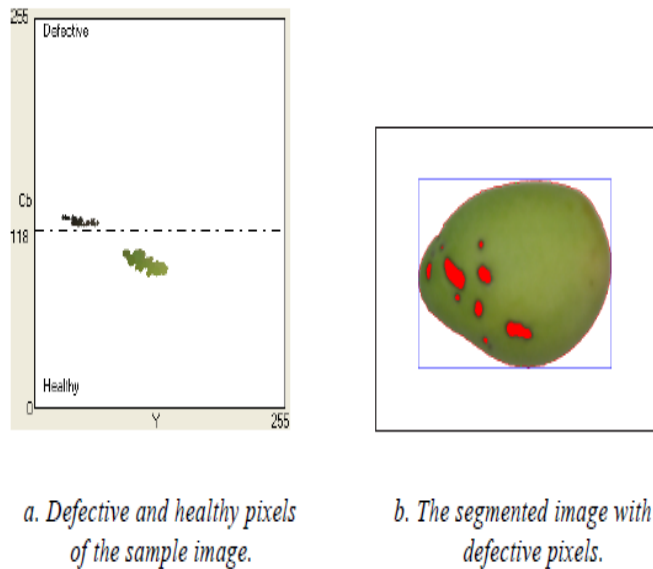 255
Defective
Cb
118
Healthy
0
Y
255
a. Defective and healthy pixels
of the sample image.
b. The segmented image with
defective pixels.